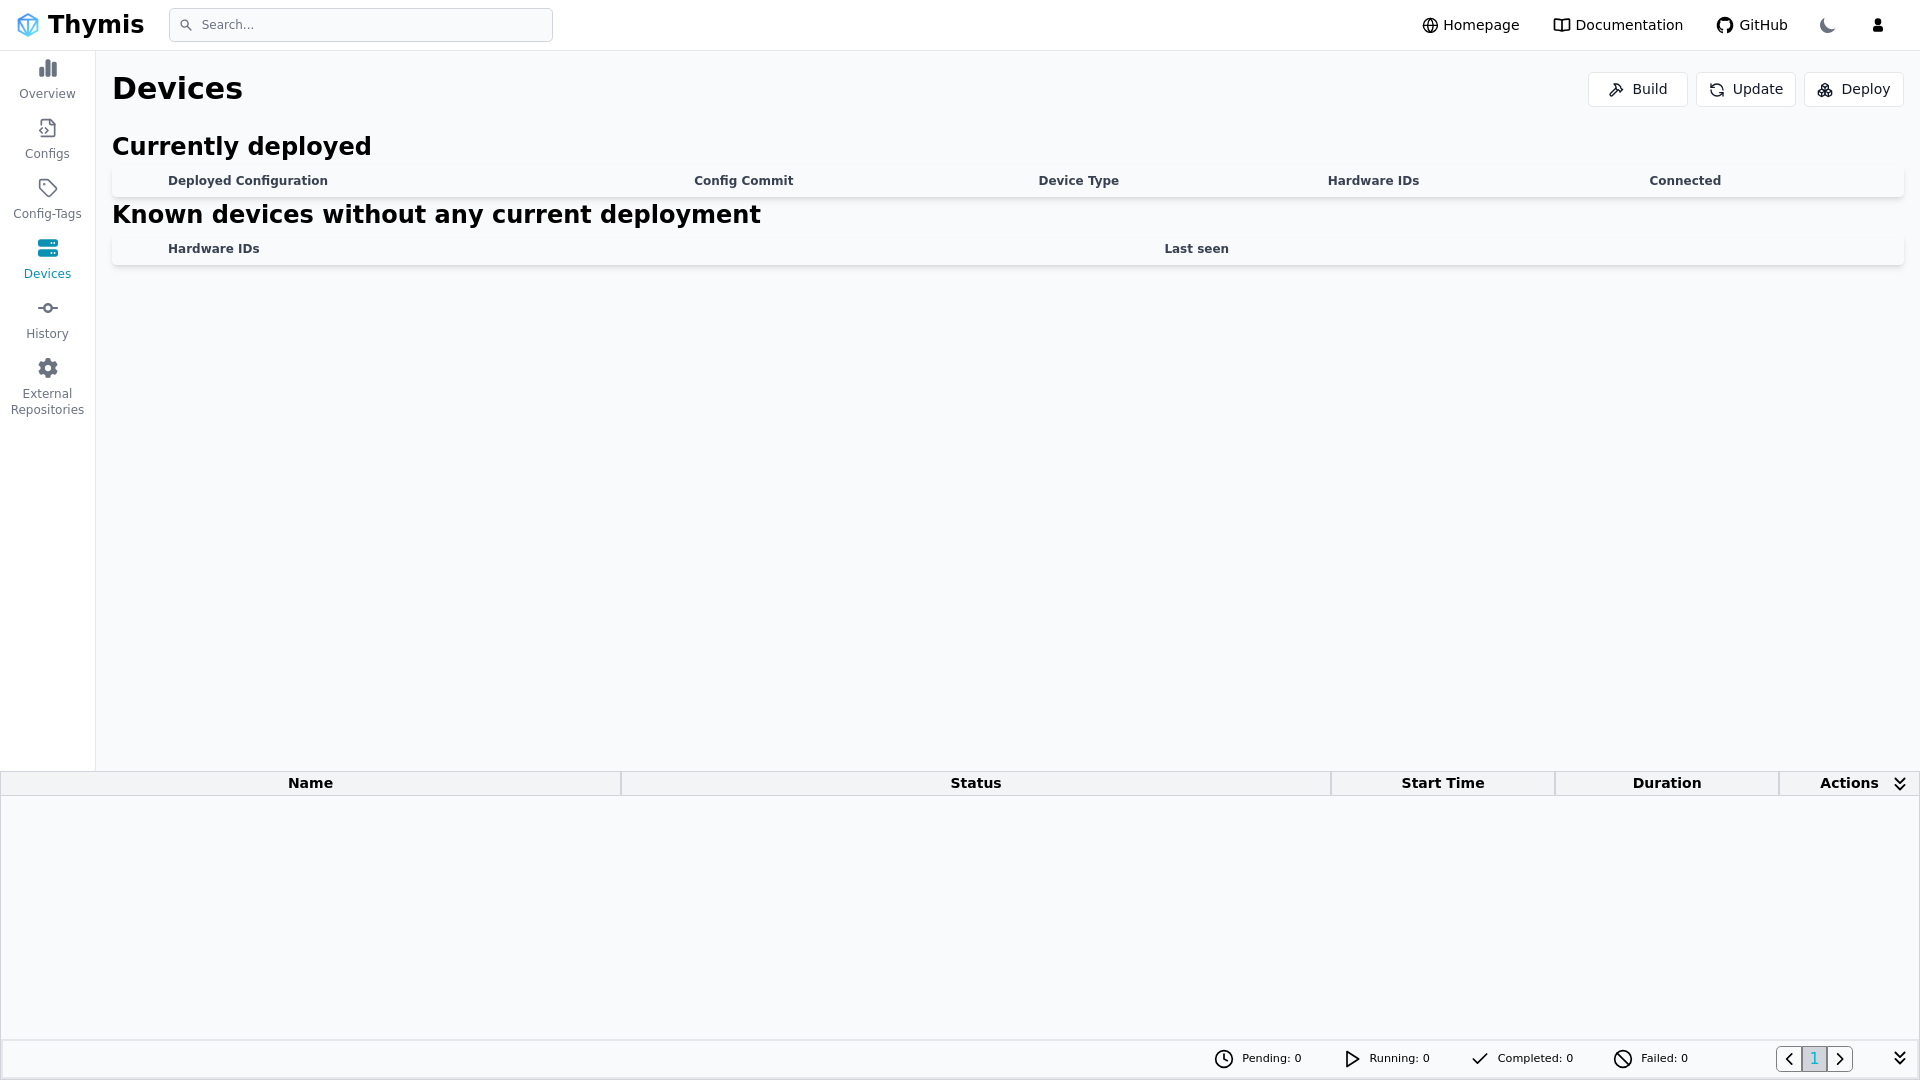 Thymis
Search...
Homepage
Documentation
GitHub
Overview
Configs
Config-Tags
Devices
History
External
Repositories
Devices
Build
Update
Deploy
Currently deployed
Deployed Configuration
Config Commit
Device Type
Hardware IDs
Connected
Known devices without any current deployment
Hardware IDs
Last seen
Name
Status
Start Time
Duration
Actions
Pending: 0
Running: 0
Completed: 0
Failed: 0
1